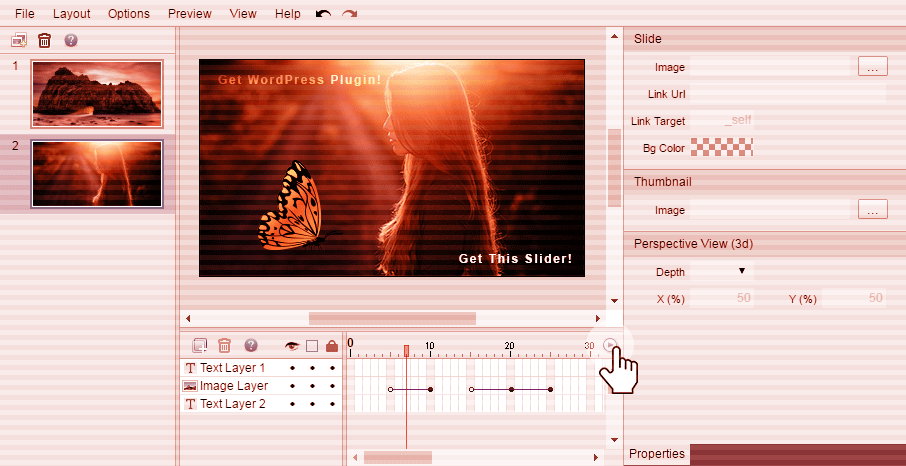 File Layout Options Preview View Help
1
2
Get WordPress Plugin!
Get This Slider!
0 10 20 30
Text Layer 1
Image Layer
Text Layer 2
Slide
Image ...
Link Url
Link Target _self
Bg Color
Thumbnail
Image ...
Perspective View (3d)
Depth
X (%) 50 Y (%) 50
Properties